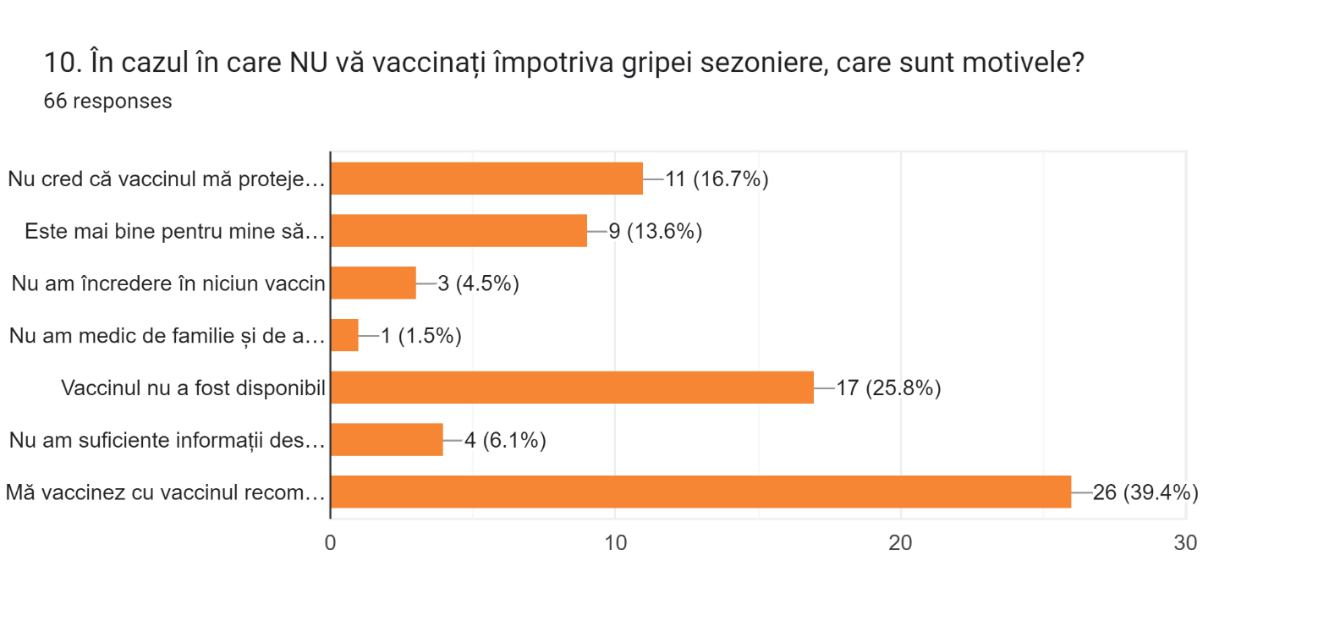 10. În cazul în care NU vă vaccinați împotriva gripei sezoniere, care sunt motivele?
66 responses
Nu cred că vaccinul mă proteje…
11 (16.7%)
Este mai bine pentru mine să…
9 (13.6%)
Nu am încredere în niciun vaccin
3 (4.5%)
Nu am medic de familie și de a…
1 (1.5%)
Vaccinul nu a fost disponibil
17 (25.8%)
Nu am suficiente informații des…
4 (6.1%)
Mă vaccinez cu vaccinul recom…
26 (39.4%)
0 10 20 30